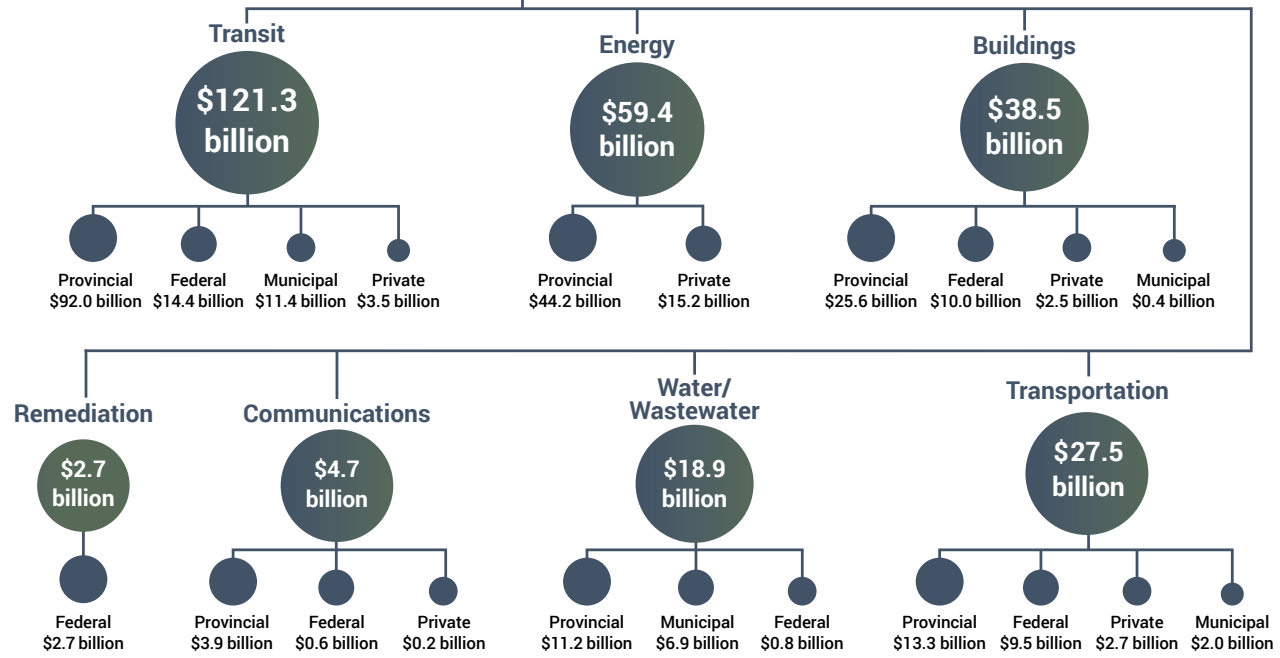 Transit
$121.3
billion
Provincial
$92.0 billion
Federal
$14.4 billion
Municipal
$11.4 billion
Private
$3.5 billion
Energy
$59.4
billion
Provincial
$44.2 billion
Private
$15.2 billion
Buildings
$38.5
billion
Provincial
$25.6 billion
Federal
$10.0 billion
Private
$2.5 billion
Municipal
$0.4 billion
Remediation
$2.7
billion
Federal
$2.7 billion
Communications
$4.7
billion
Provincial
$3.9 billion
Federal
$0.6 billion
Private
$0.2 billion
Water/
Wastewater
$18.9
billion
Provincial
$11.2 billion
Municipal
$6.9 billion
Federal
$0.8 billion
Transportation
$27.5
billion
Provincial
$13.3 billion
Federal
$9.5 billion
Private
$2.7 billion
Municipal
$2.0 billion